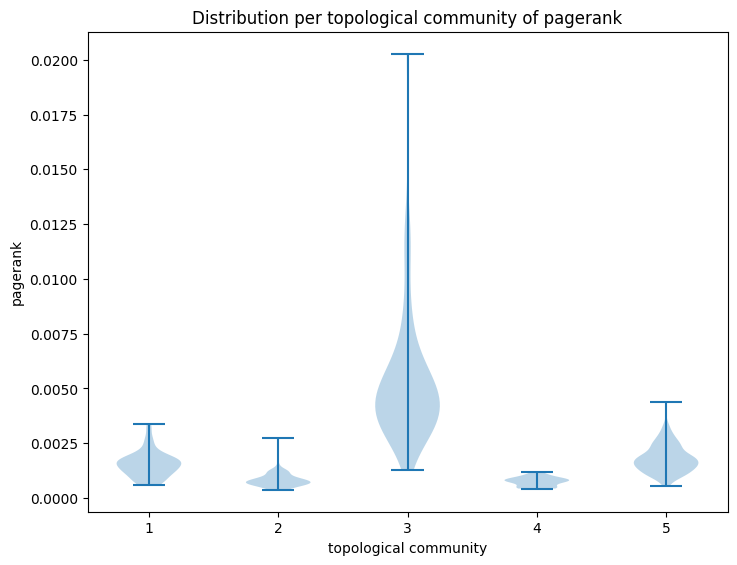 Distribution per topological community of pagerank
0.0200
0.0175
0.0150
0.0125
0.0100
0.0075
0.0050
0.0025
0.0000
pagerank
1 2 3 4 5
topological community